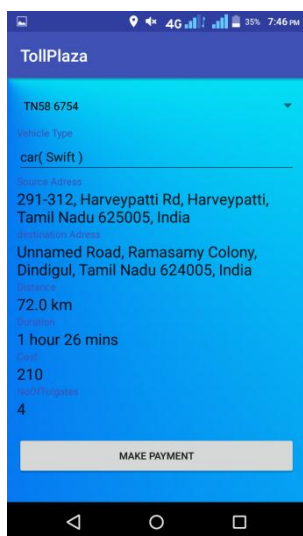 4G 35% 7:46 PM
TollPlaza
TN58 6754
Vehicle Type
car( Swift )
Source Adress
291-312, Harveypatti Rd, Harveypatti,
Tamil Nadu 625005, India
destination Adress
Unnamed Road, Ramasamy Colony,
Dindigul, Tamil Nadu 624005, India
Distance
72.0 km
Duration
1 hour 26 mins
Cost
210
NoOfTolgates
4
MAKE PAYMENT